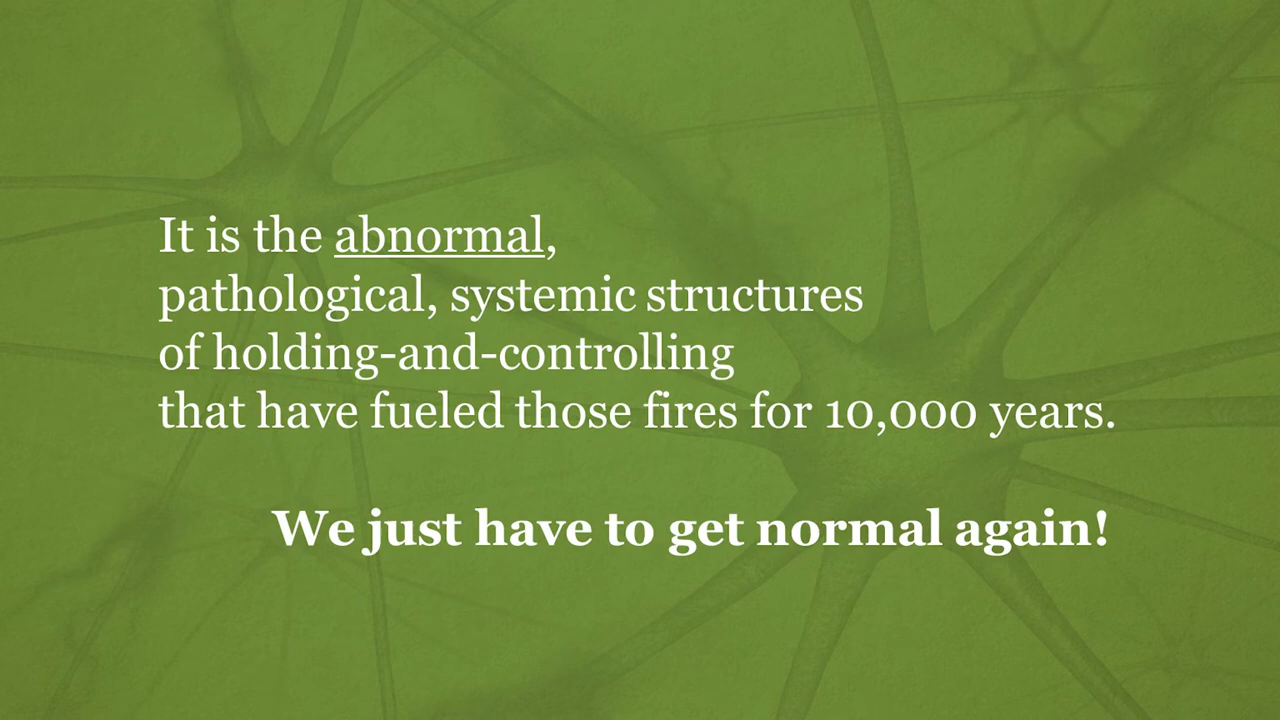 It is the abnormal,
pathological, systemic structures
of holding-and-controlling
that have fueled those fires for 10,000 years.
We just have to get normal again!